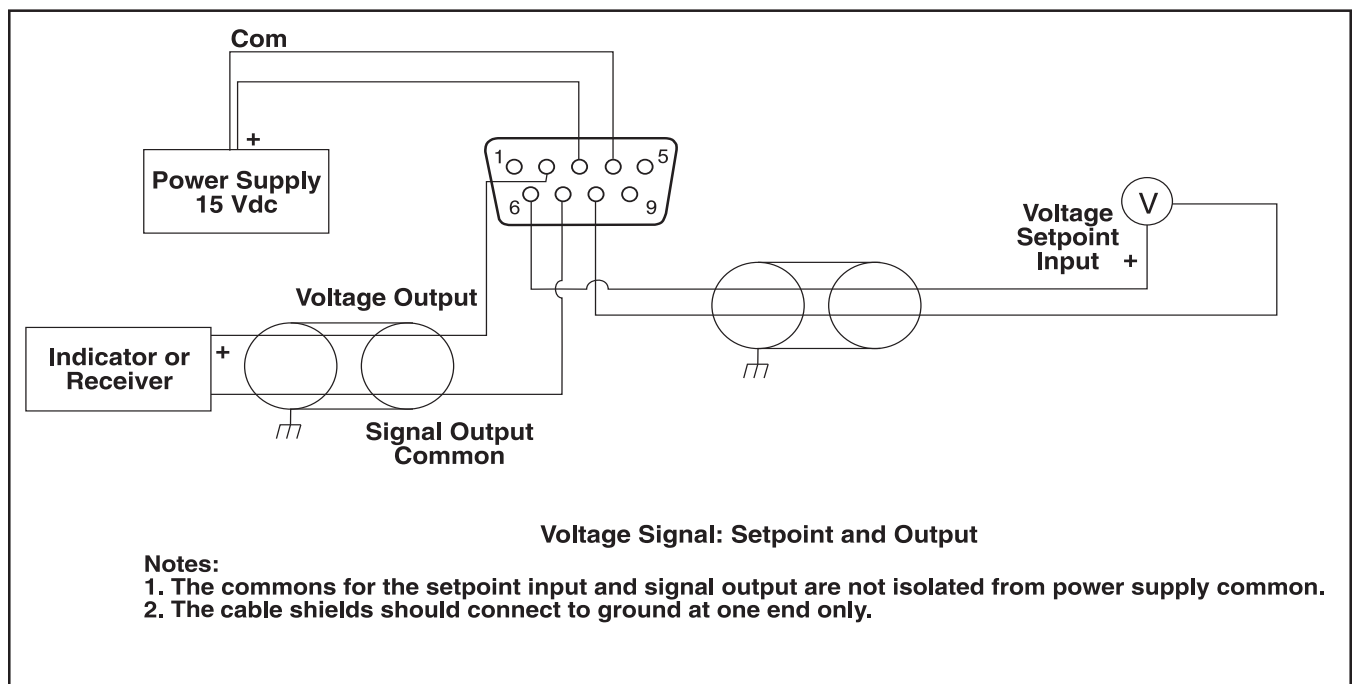 Com
+
Power Supply
15 Vdc
1
5
6
9
V
Voltage
Setpoint
Input +
Voltage Output
Indicator or
Receiver
+
Signal Output
Common
Voltage Signal: Setpoint and Output
Notes:
1. The commons for the setpoint input and signal output are not isolated from power supply common.
2. The cable shields should connect to ground at one end only.